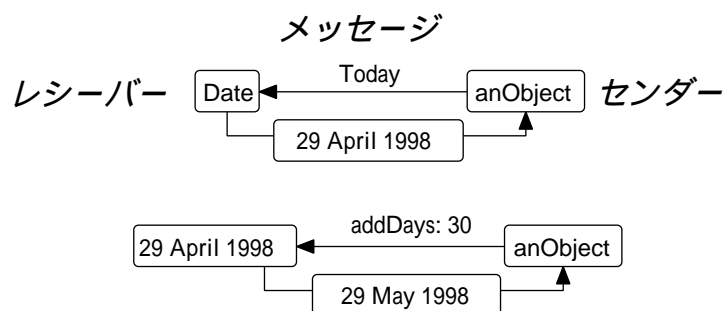 メッセージ
レシーバー Date Today anObject センダー
29 April 1998
addDays: 30
29 April 1998 anObject
29 May 1998